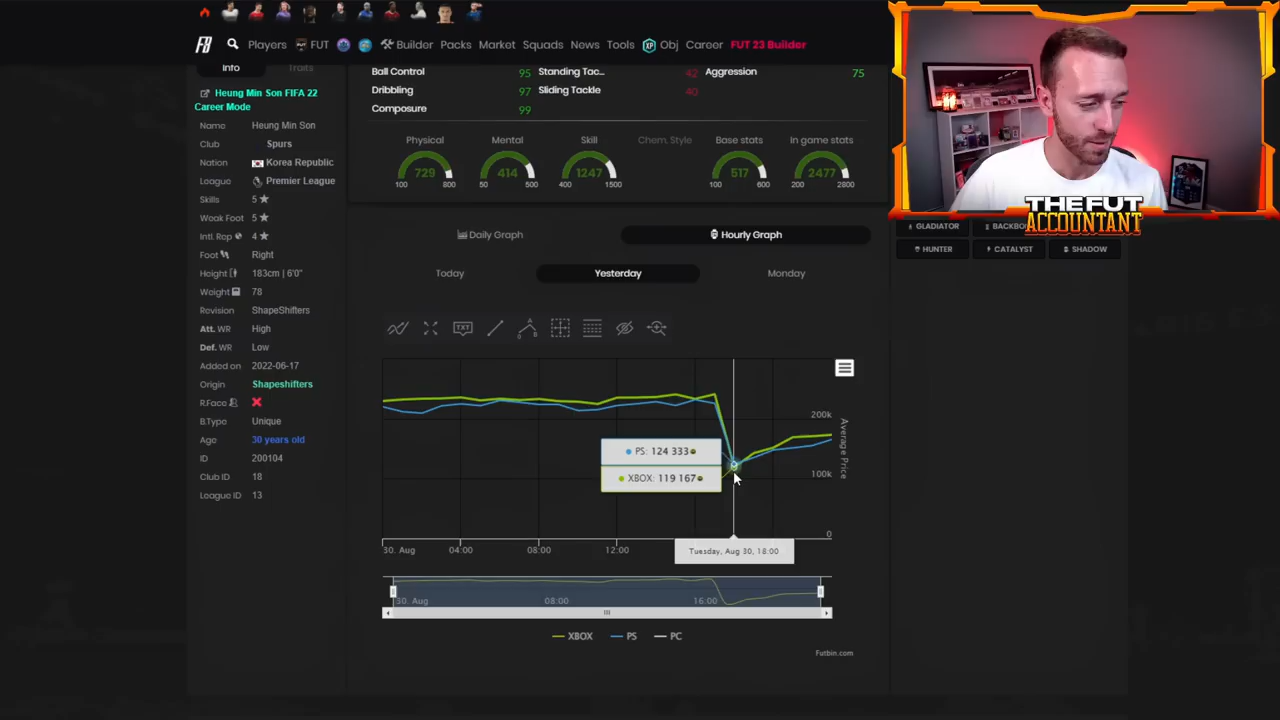 Players FUT Builder Packs Market Squads News Tools Obj Career FUT 23 Builder
Info Traits
Heung Min Son FIFA 22
Career Mode
Name Heung Min Son
Club Spurs
Nation Korea Republic
League Premier League
Skills 5
Weak Foot 5
Intl. Rep 4
Foot Right
Height 183cm | 6'0"
Weight 78
Revision ShapeShifters
Att. WR High
Def. WR Low
Added on 2022-06-17
Origin Shapeshifters
R.Face
B.Type Unique
Age 30 years old
ID 200104
Club ID 18
League ID 13
Ball Control 95 Standing Tac... 42 Aggression 75
Dribbling 97 Sliding Tackle 40
Composure 99
Physical Mental Skill Chem. Style Base stats In game stats
729 414 1247 517 2477
100 800 50 500 400 1500 100 600 200 2800
Daily Graph Hourly Graph
Today Yesterday Monday
TXT
200k
100k
0
Average Price
PS: 124 333
XBOX: 119 167
30. Aug 04:00 08:00 12:00
Tuesday, Aug 30, 18:00
30. Aug 08:00 16:00
XBOX PS PC
Futbin.com
THE FUT
ACCOUNTANT
GLADIATOR BACKBO
HUNTER CATALYST SHADOW